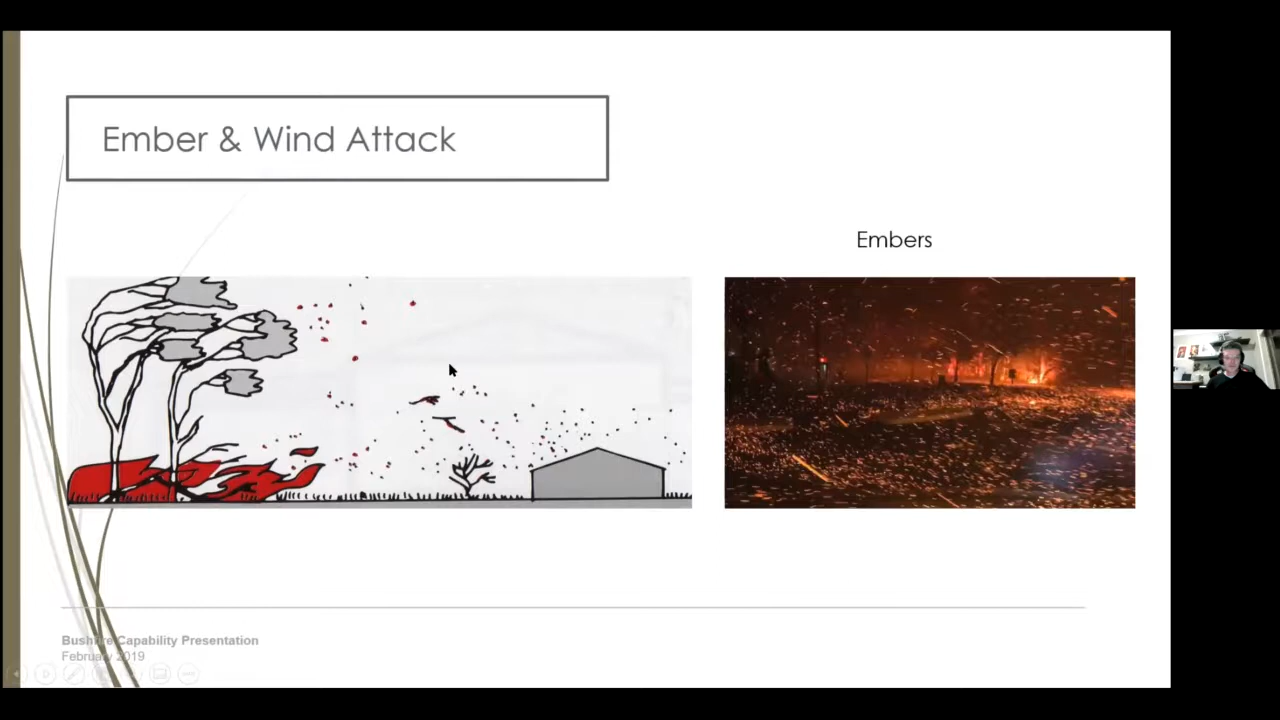 Ember & Wind Attack
Embers
Bushfire Capability Presentation
February 2019